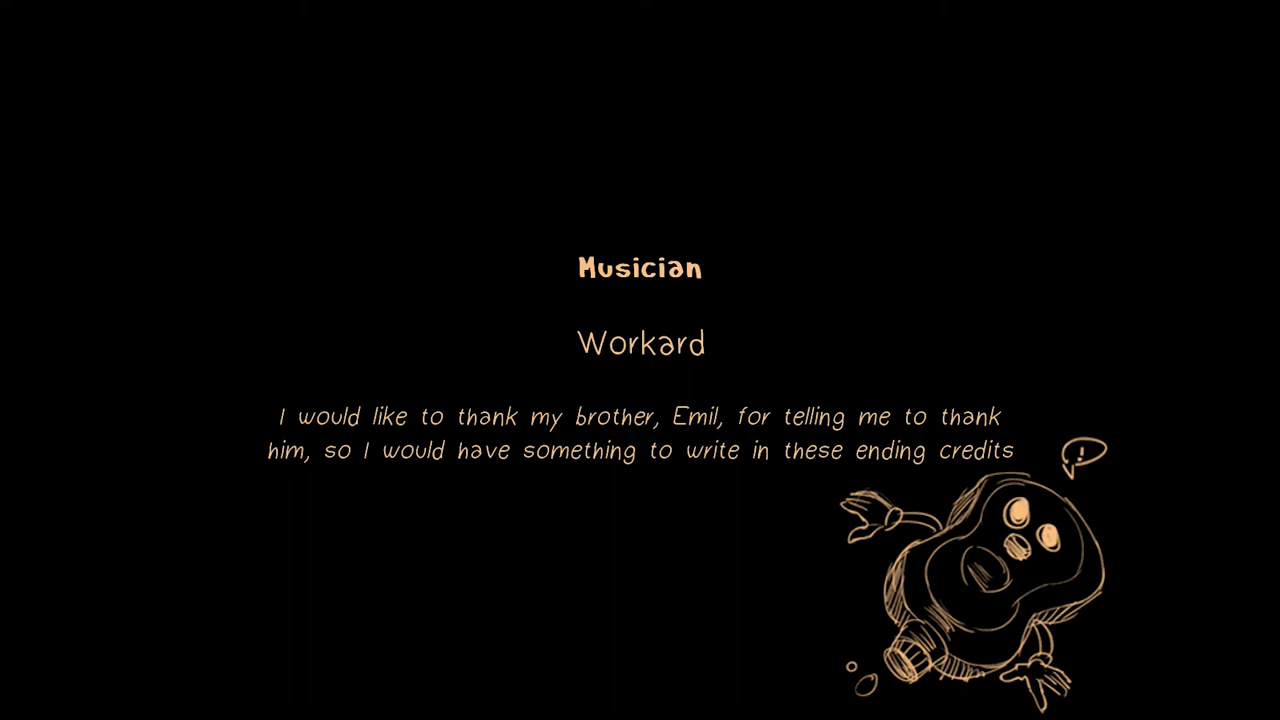 Musician
Workard
I would like to thank my brother, Emil, for telling me to thank
him, so I would have something to write in these ending credits
!